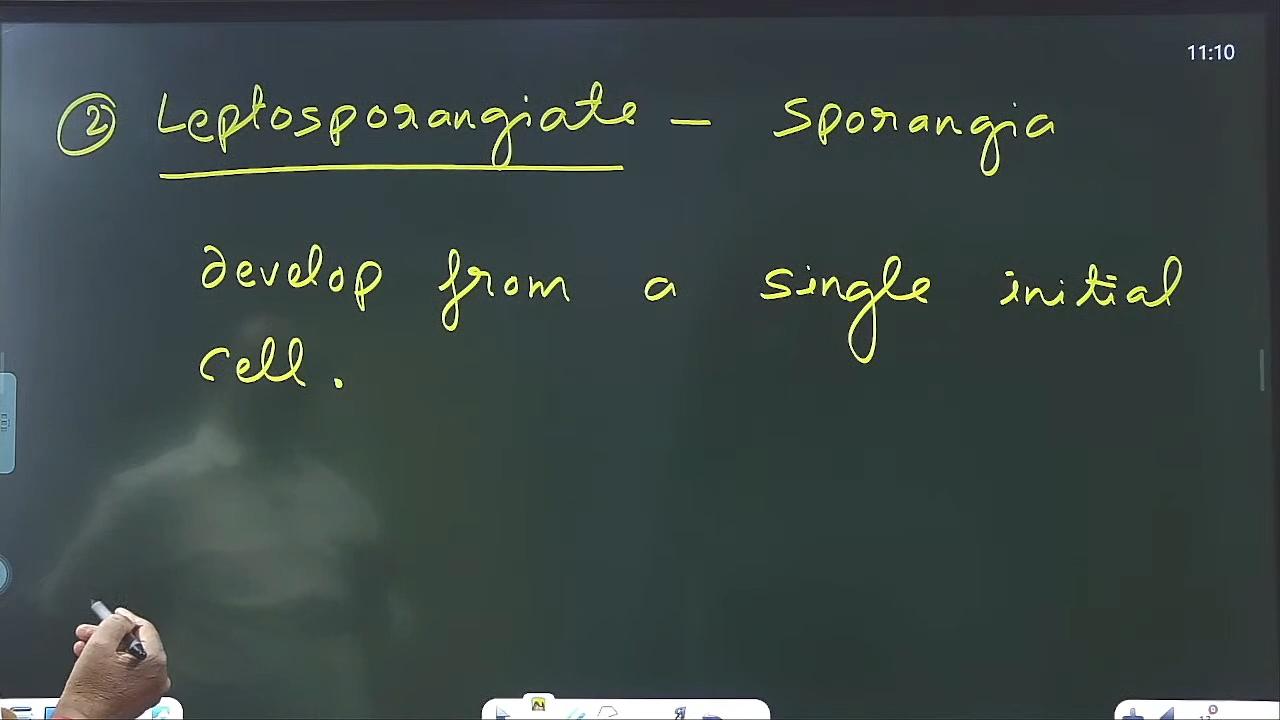 11:10
② Leptosporangiate - Sporangia
develop from a single initial
cell.